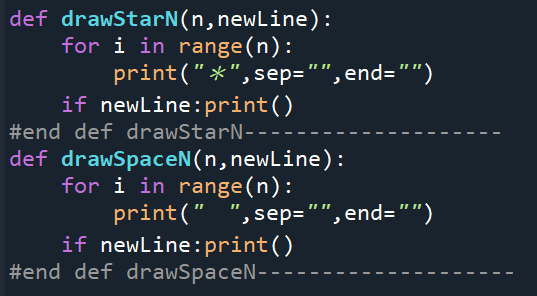 def drawStarN(n,newLine):
    for i in range(n):
        print("＊",sep="",end="")
    if newLine:print()
#end def drawStarN--------------------
def drawSpaceN(n,newLine):
    for i in range(n):
        print("　",sep="",end="")
    if newLine:print()
#end def drawSpaceN--------------------